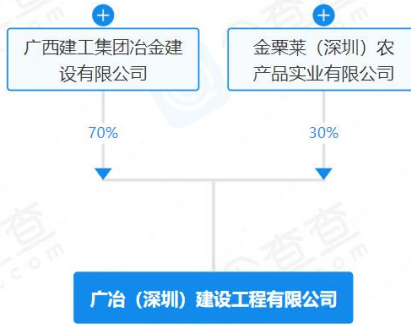 广西建工集团冶金建
设有限公司
金栗莱（深圳）农
产品实业有限公司
70%
30%
广冶（深圳）建设工程有限公司